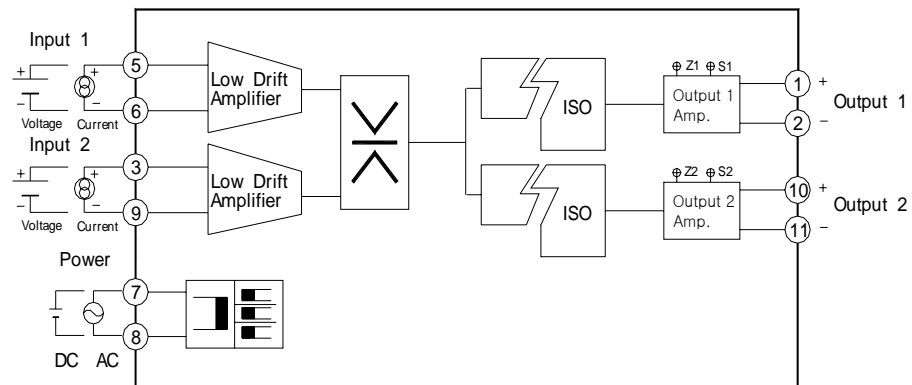 Input 1
+
−
Voltage
+
−
Current
5
6
Low Drift
Amplifier
Input 2
+
−
Voltage
+
−
Current
3
9
Low Drift
Amplifier
ISO
Z1 S1
Output 1
Amp.
1 +
2 −
Output 1
ISO
Z2 S2
Output 2
Amp.
10 +
11 −
Output 2
Power
7
8
DC AC